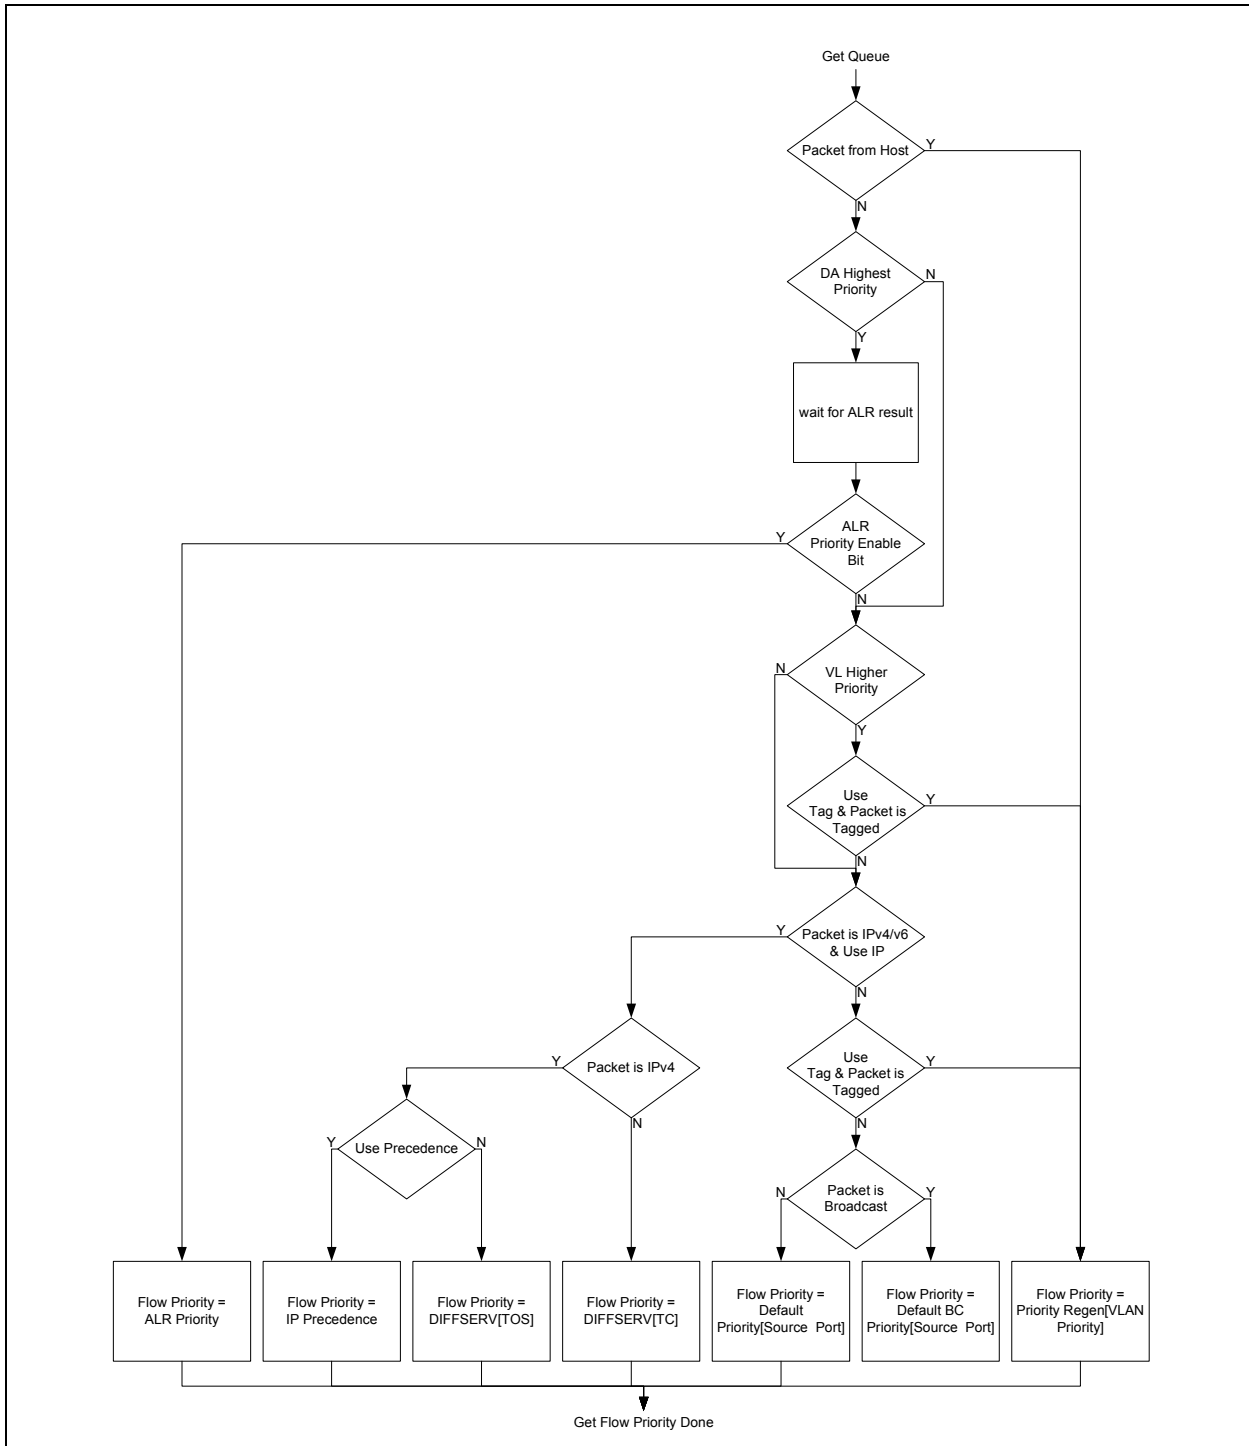 Get Queue
Packet from Host
Y
N
DA Highest
Priority
N
Y
wait for ALR result
ALR
Priority Enable
Bit
Y
N
VL Higher
Priority
N
Y
Use
Tag & Packet is
Tagged
Y
N
Packet is IPv4/v6
& Use IP
Y
N
Packet is IPv4
Y
N
Use
Tag & Packet is
Tagged
Y
N
Use Precedence
Y
N
Packet is
Broadcast
N
Y
Flow Priority =
ALR Priority
Flow Priority =
IP Precedence
Flow Priority =
DIFFSERV[TOS]
Flow Priority =
DIFFSERV[TC]
Flow Priority =
Default
Priority[Source Port]
Flow Priority =
Default BC
Priority[Source Port]
Flow Priority =
Priority Regen[VLAN
Priority]
Get Flow Priority Done